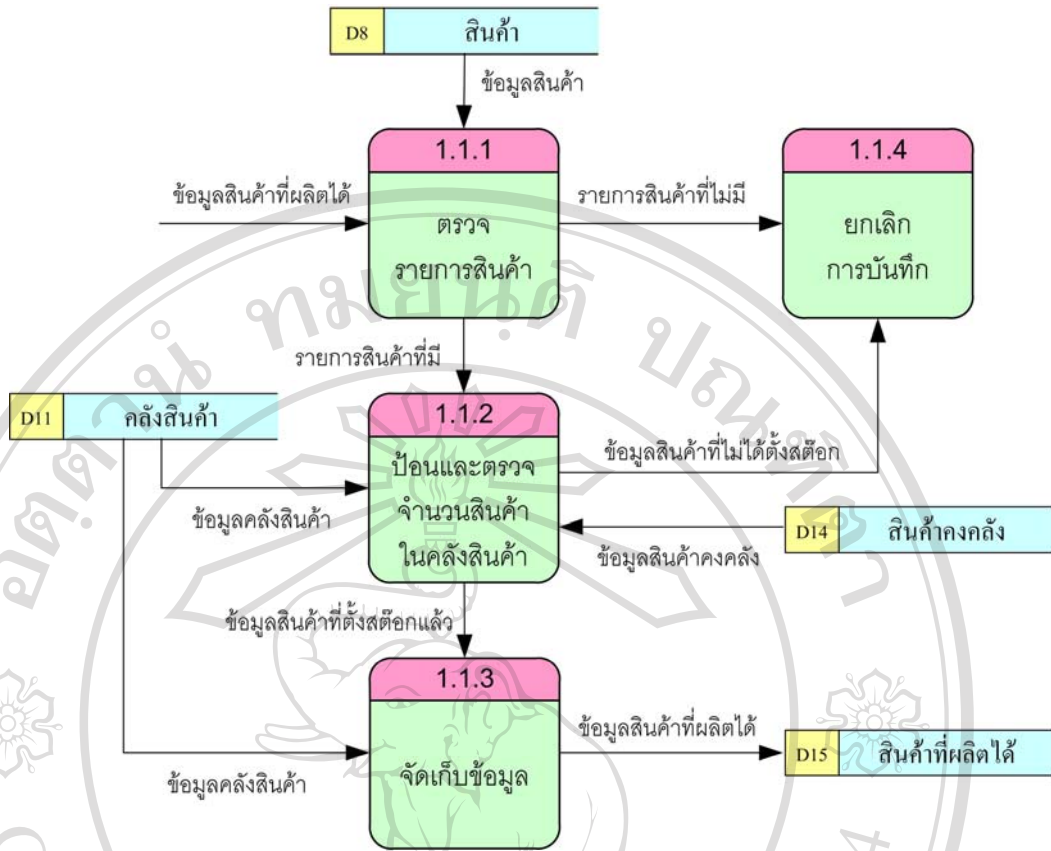 D8 สินค้า
ข้อมูลสินค้า
1.1.1
1.1.4
ข้อมูลสินค้าที่ผลิตได้
รายการสินค้าที่ไม่มี
ตรวจ
รายการสินค้า
ยกเลิก
การบันทึก
รายการสินค้าที่มี
D11 คลังสินค้า
1.1.2
ป้อนและตรวจ
จำนวนสินค้า
ในคลังสินค้า
ข้อมูลสินค้าที่ไม่ได้ตั้งสต๊อก
ข้อมูลคลังสินค้า
D14 สินค้าคงคลัง
ข้อมูลสินค้าคงคลัง
ข้อมูลสินค้าที่ตั้งสต๊อกแล้ว
1.1.3
จัดเก็บข้อมูล
ข้อมูลสินค้าที่ผลิตได้
D15 สินค้าที่ผลิตได้
ข้อมูลคลังสินค้า